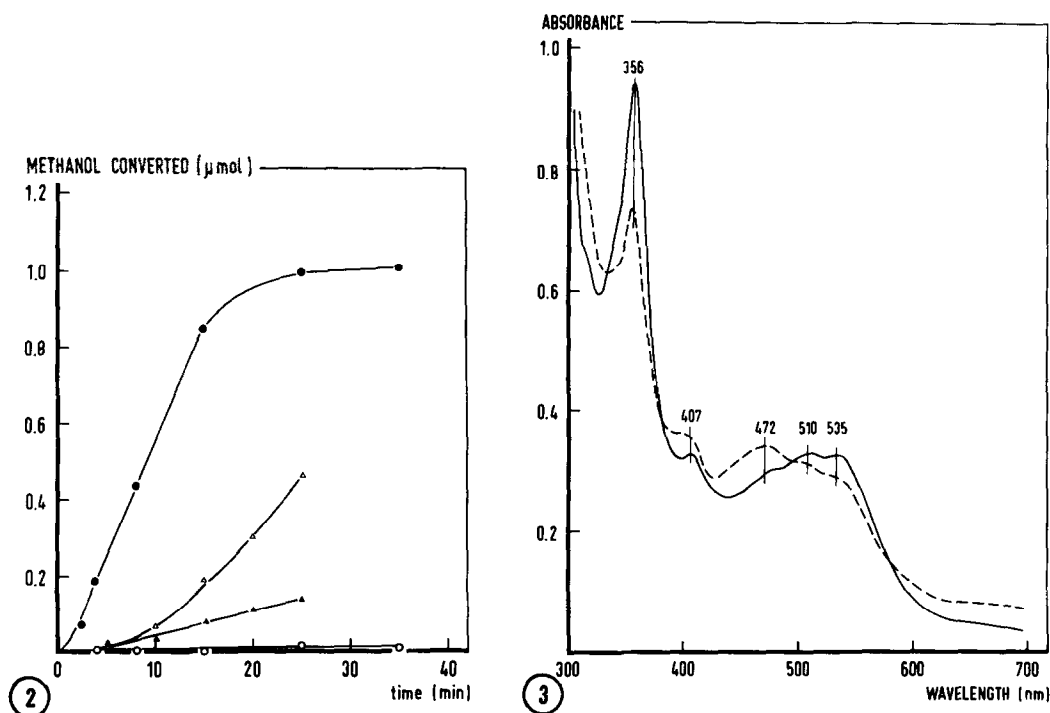 METHANOL CONVERTED (μmol)
1.2
1.0
0.8
0.6
0.4
0.2
0 10 20 30 40
time (min)
2
ABSORBANCE
1.0
0.8
0.6
0.4
0.2
356
407 472 510 535
300 400 500 600 700
WAVELENGTH (nm)
3